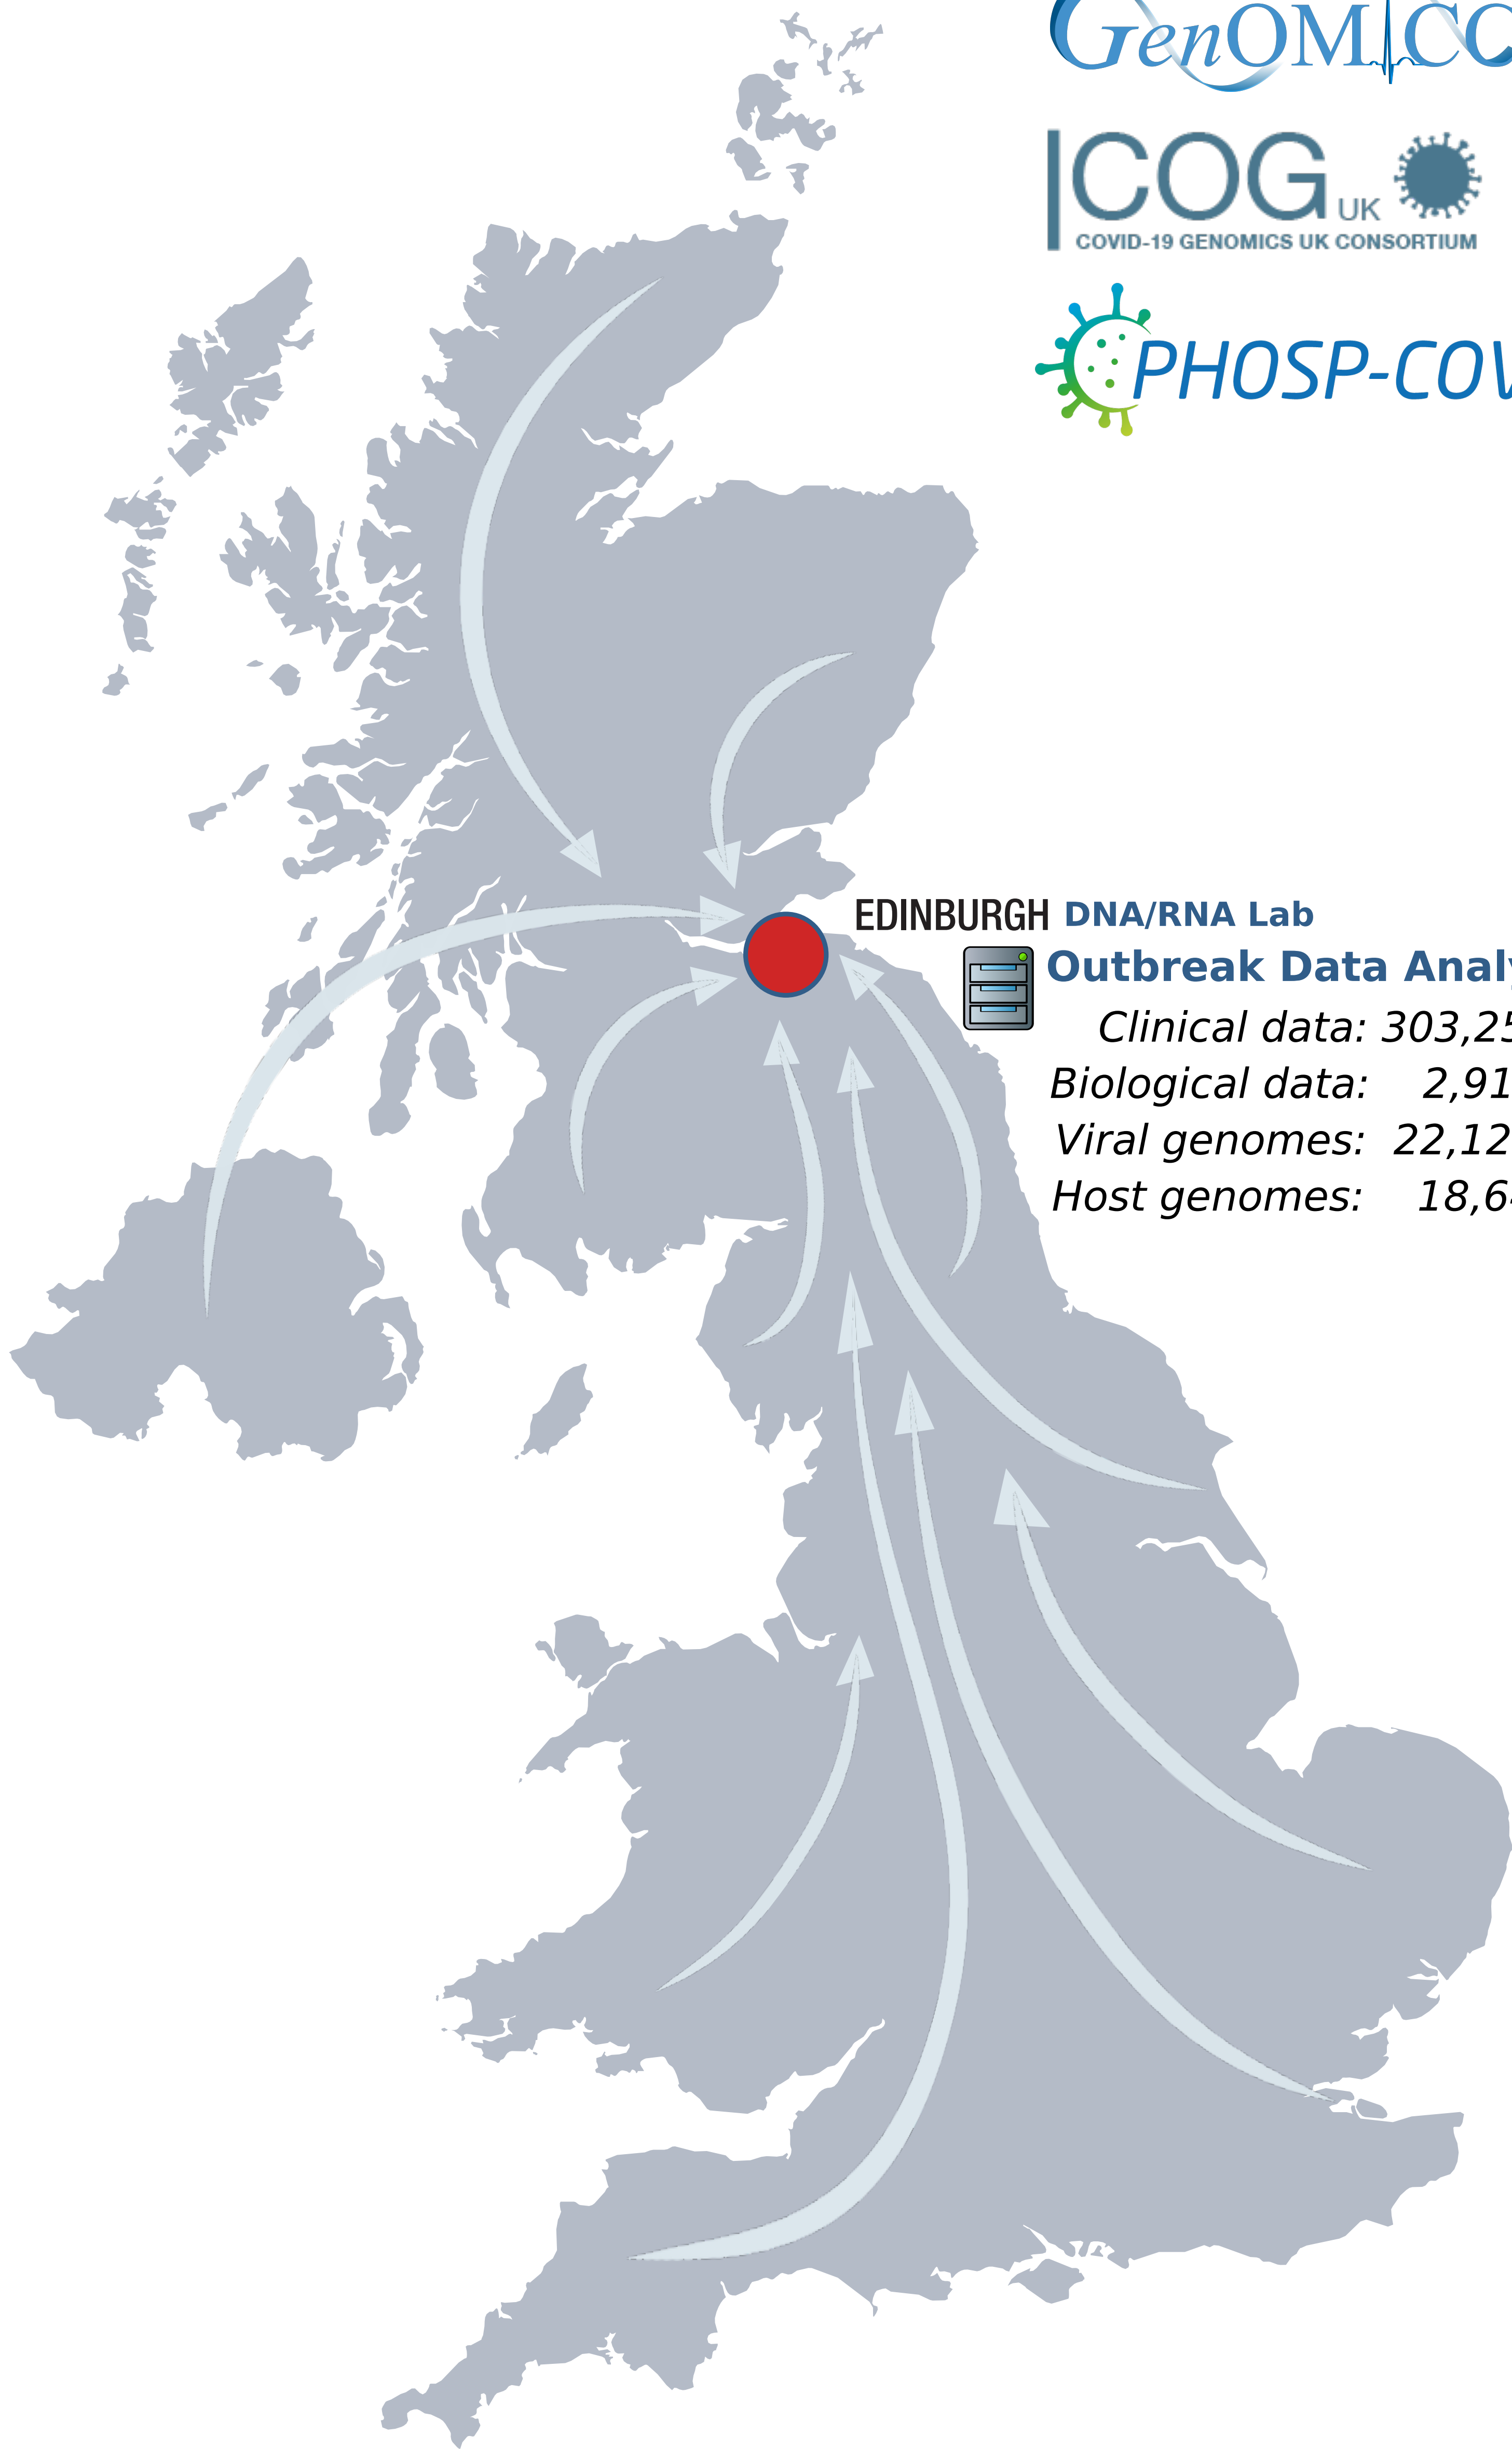 GenOMICC
COG UK
COVID-19 GENOMICS UK CONSORTIUM
PHOSP-COV
EDINBURGH DNA/RNA Lab
Outbreak Data Analy
Clinical data: 303,25
Biological data: 2,91
Viral genomes: 22,12
Host genomes: 18,6